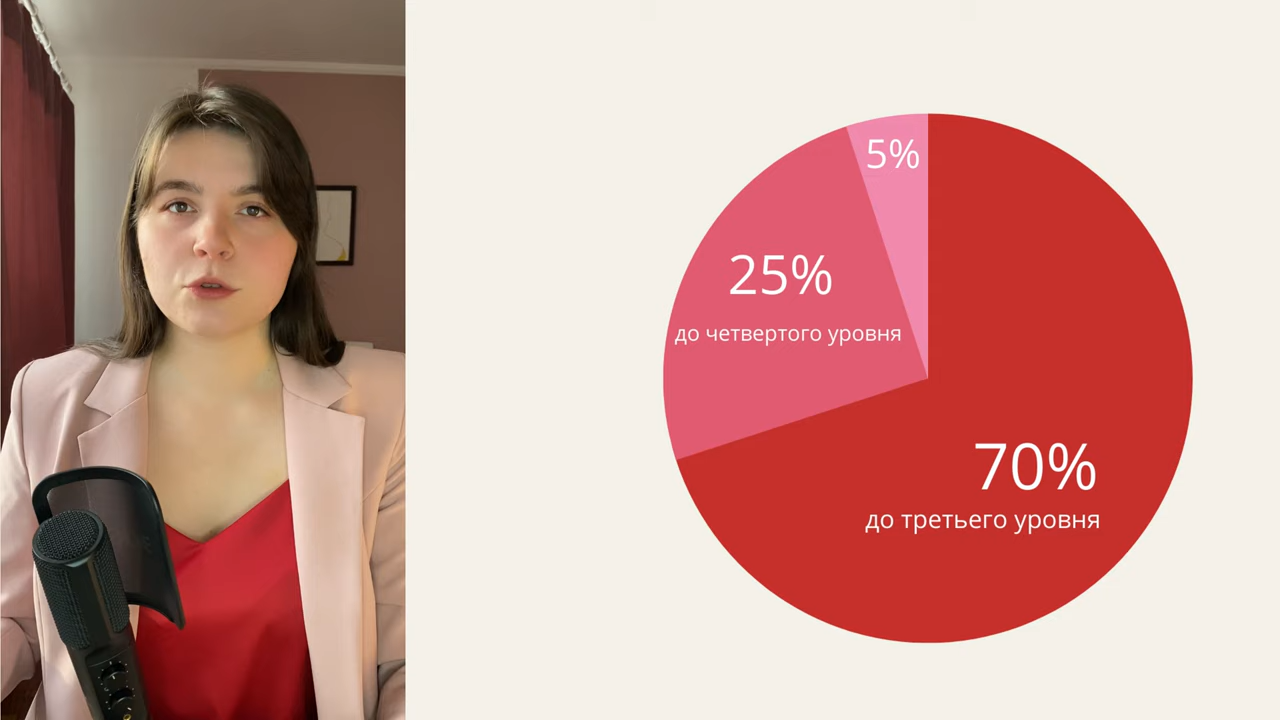 5%
25%
до четвертого уровня
70%
до третьего уровня